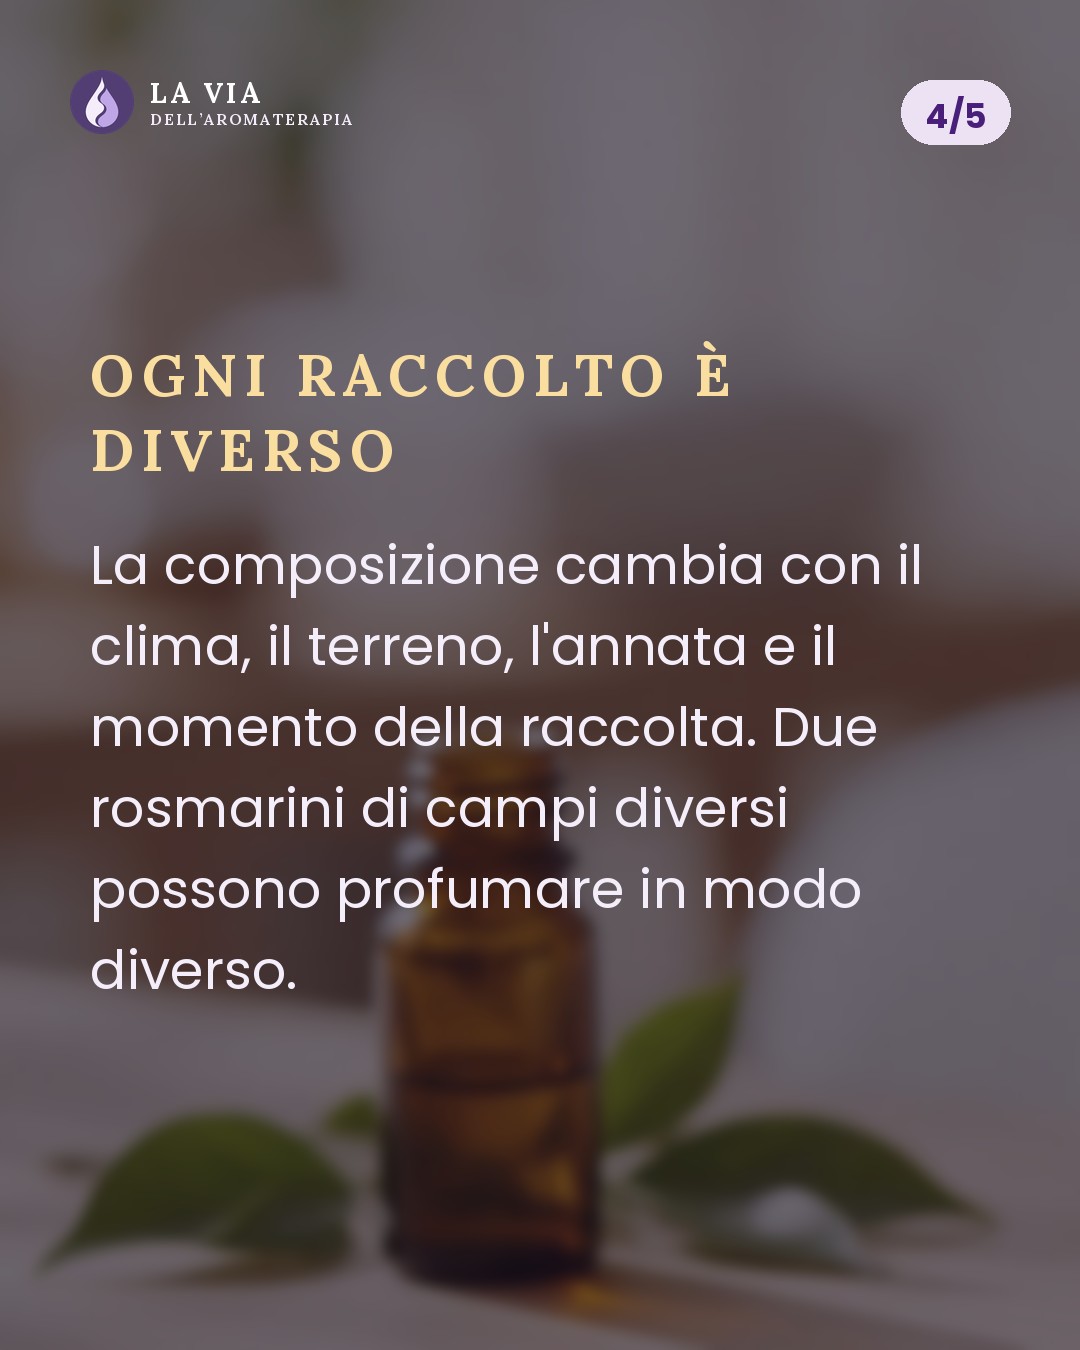 LA VIA
DELL'AROMATERAPIA
4/5
OGNI RACCOLTO È
DIVERSO
La composizione cambia con il
clima, il terreno, l'annata e il
momento della raccolta. Due
rosmarini di campi diversi
possono profumare in modo
diverso.